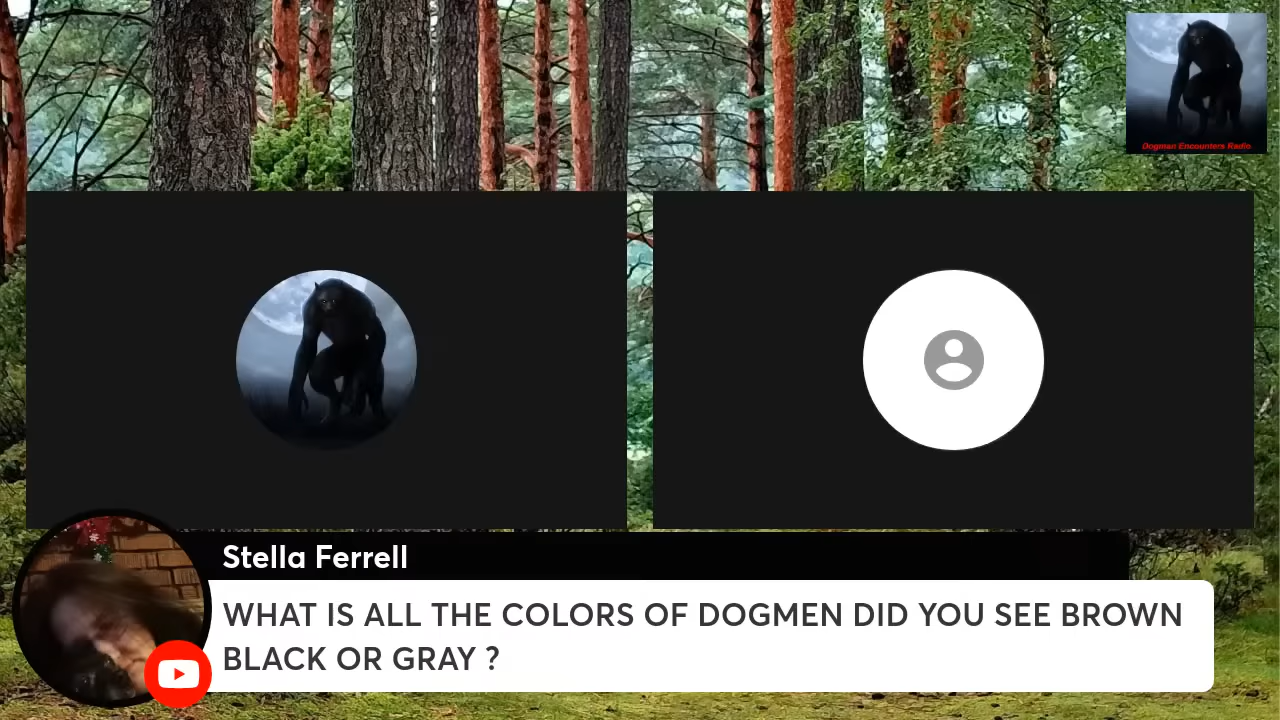 Dogman Encounters Radio
Stella Ferrell
WHAT IS ALL THE COLORS OF DOGMEN DID YOU SEE BROWN
BLACK OR GRAY ?